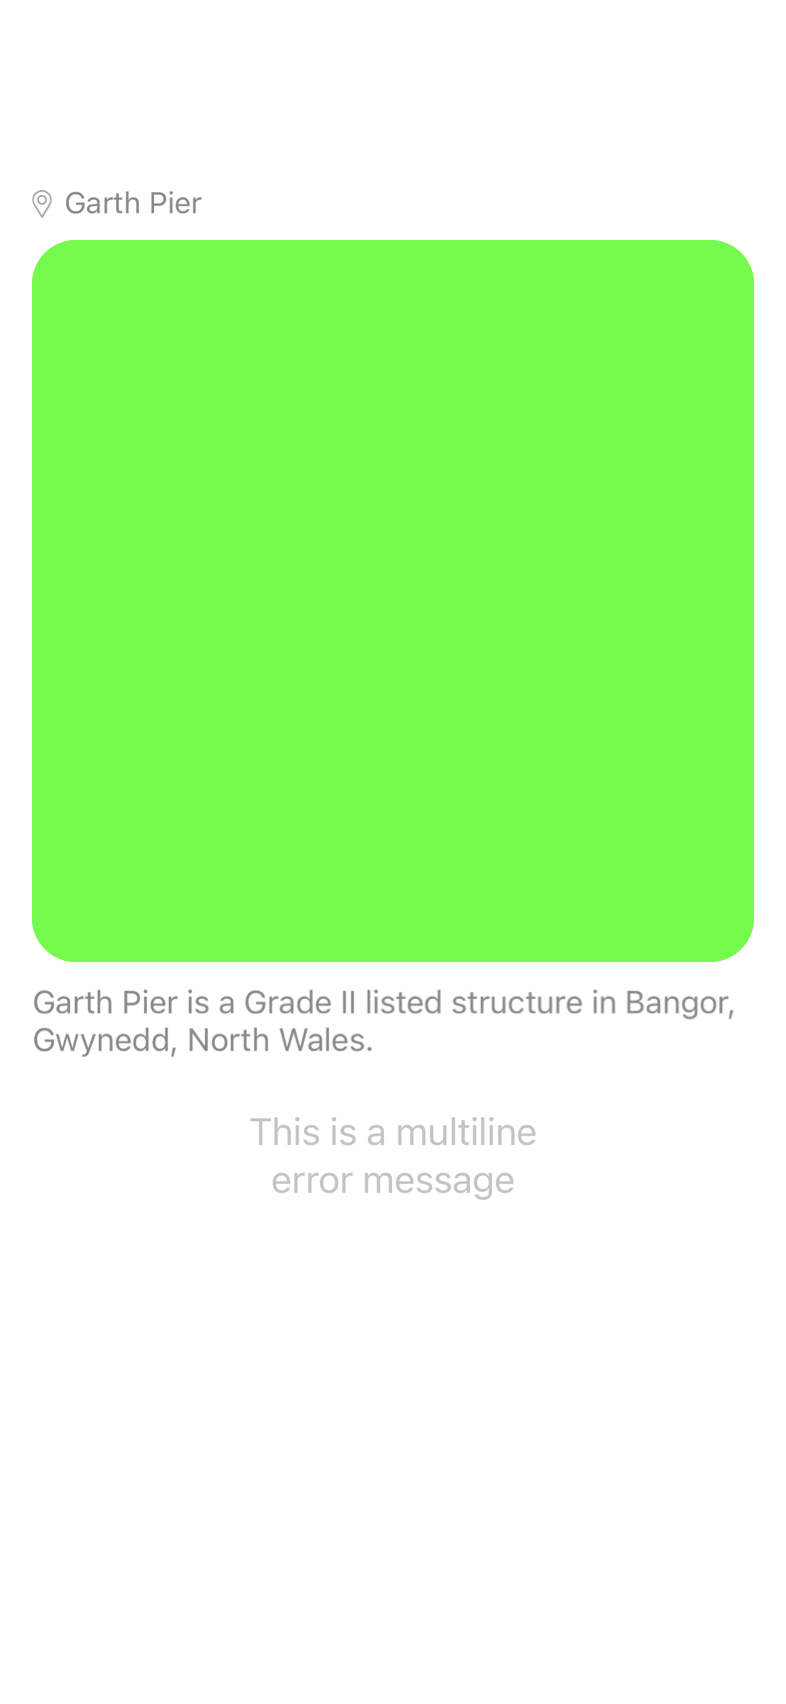 Garth Pier
Garth Pier is a Grade II listed structure in Bangor,
Gwynedd, North Wales.
This is a multiline
error message